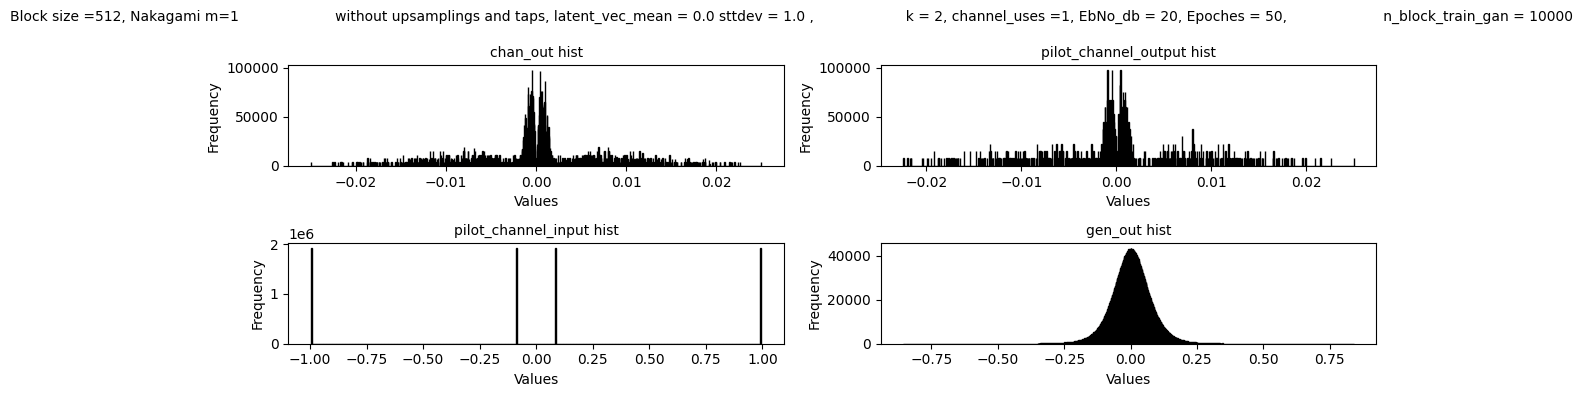 Block size =512, Nakagami m=1 without upsamplings and taps, latent_vec_mean = 0.0 sttdev = 1.0 , k = 2, channel_uses =1, EbNo_db = 20, Epoches = 50, n_block_train_gan = 10000
chan_out hist
100000
50000
0
Frequency
−0.02 −0.01 0.00 0.01 0.02
Values
pilot_channel_output hist
100000
50000
0
Frequency
−0.02 −0.01 0.00 0.01 0.02
Values
pilot_channel_input hist
1e6
2
1
0
Frequency
−1.00 −0.75 −0.50 −0.25 0.00 0.25 0.50 0.75 1.00
Values
gen_out hist
40000
20000
0
Frequency
−0.75 −0.50 −0.25 0.00 0.25 0.50 0.75
Values